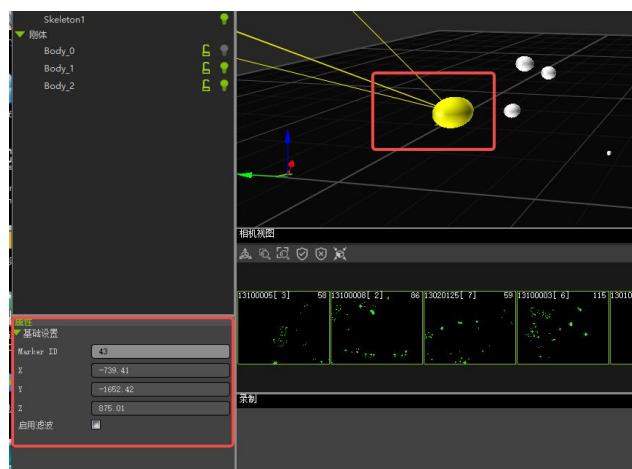 Skeleton1
刚体
Body_0
Body_1
Body_2
相机视图
13100005[ 3] 58
13100008[ 2] 86
13020125[ 7] 59
13100003[ 6] 115
13010
属性
基础设置
Marker ID 43
X -739.41
Y -1652.42
Z 875.01
启用滤波
录制